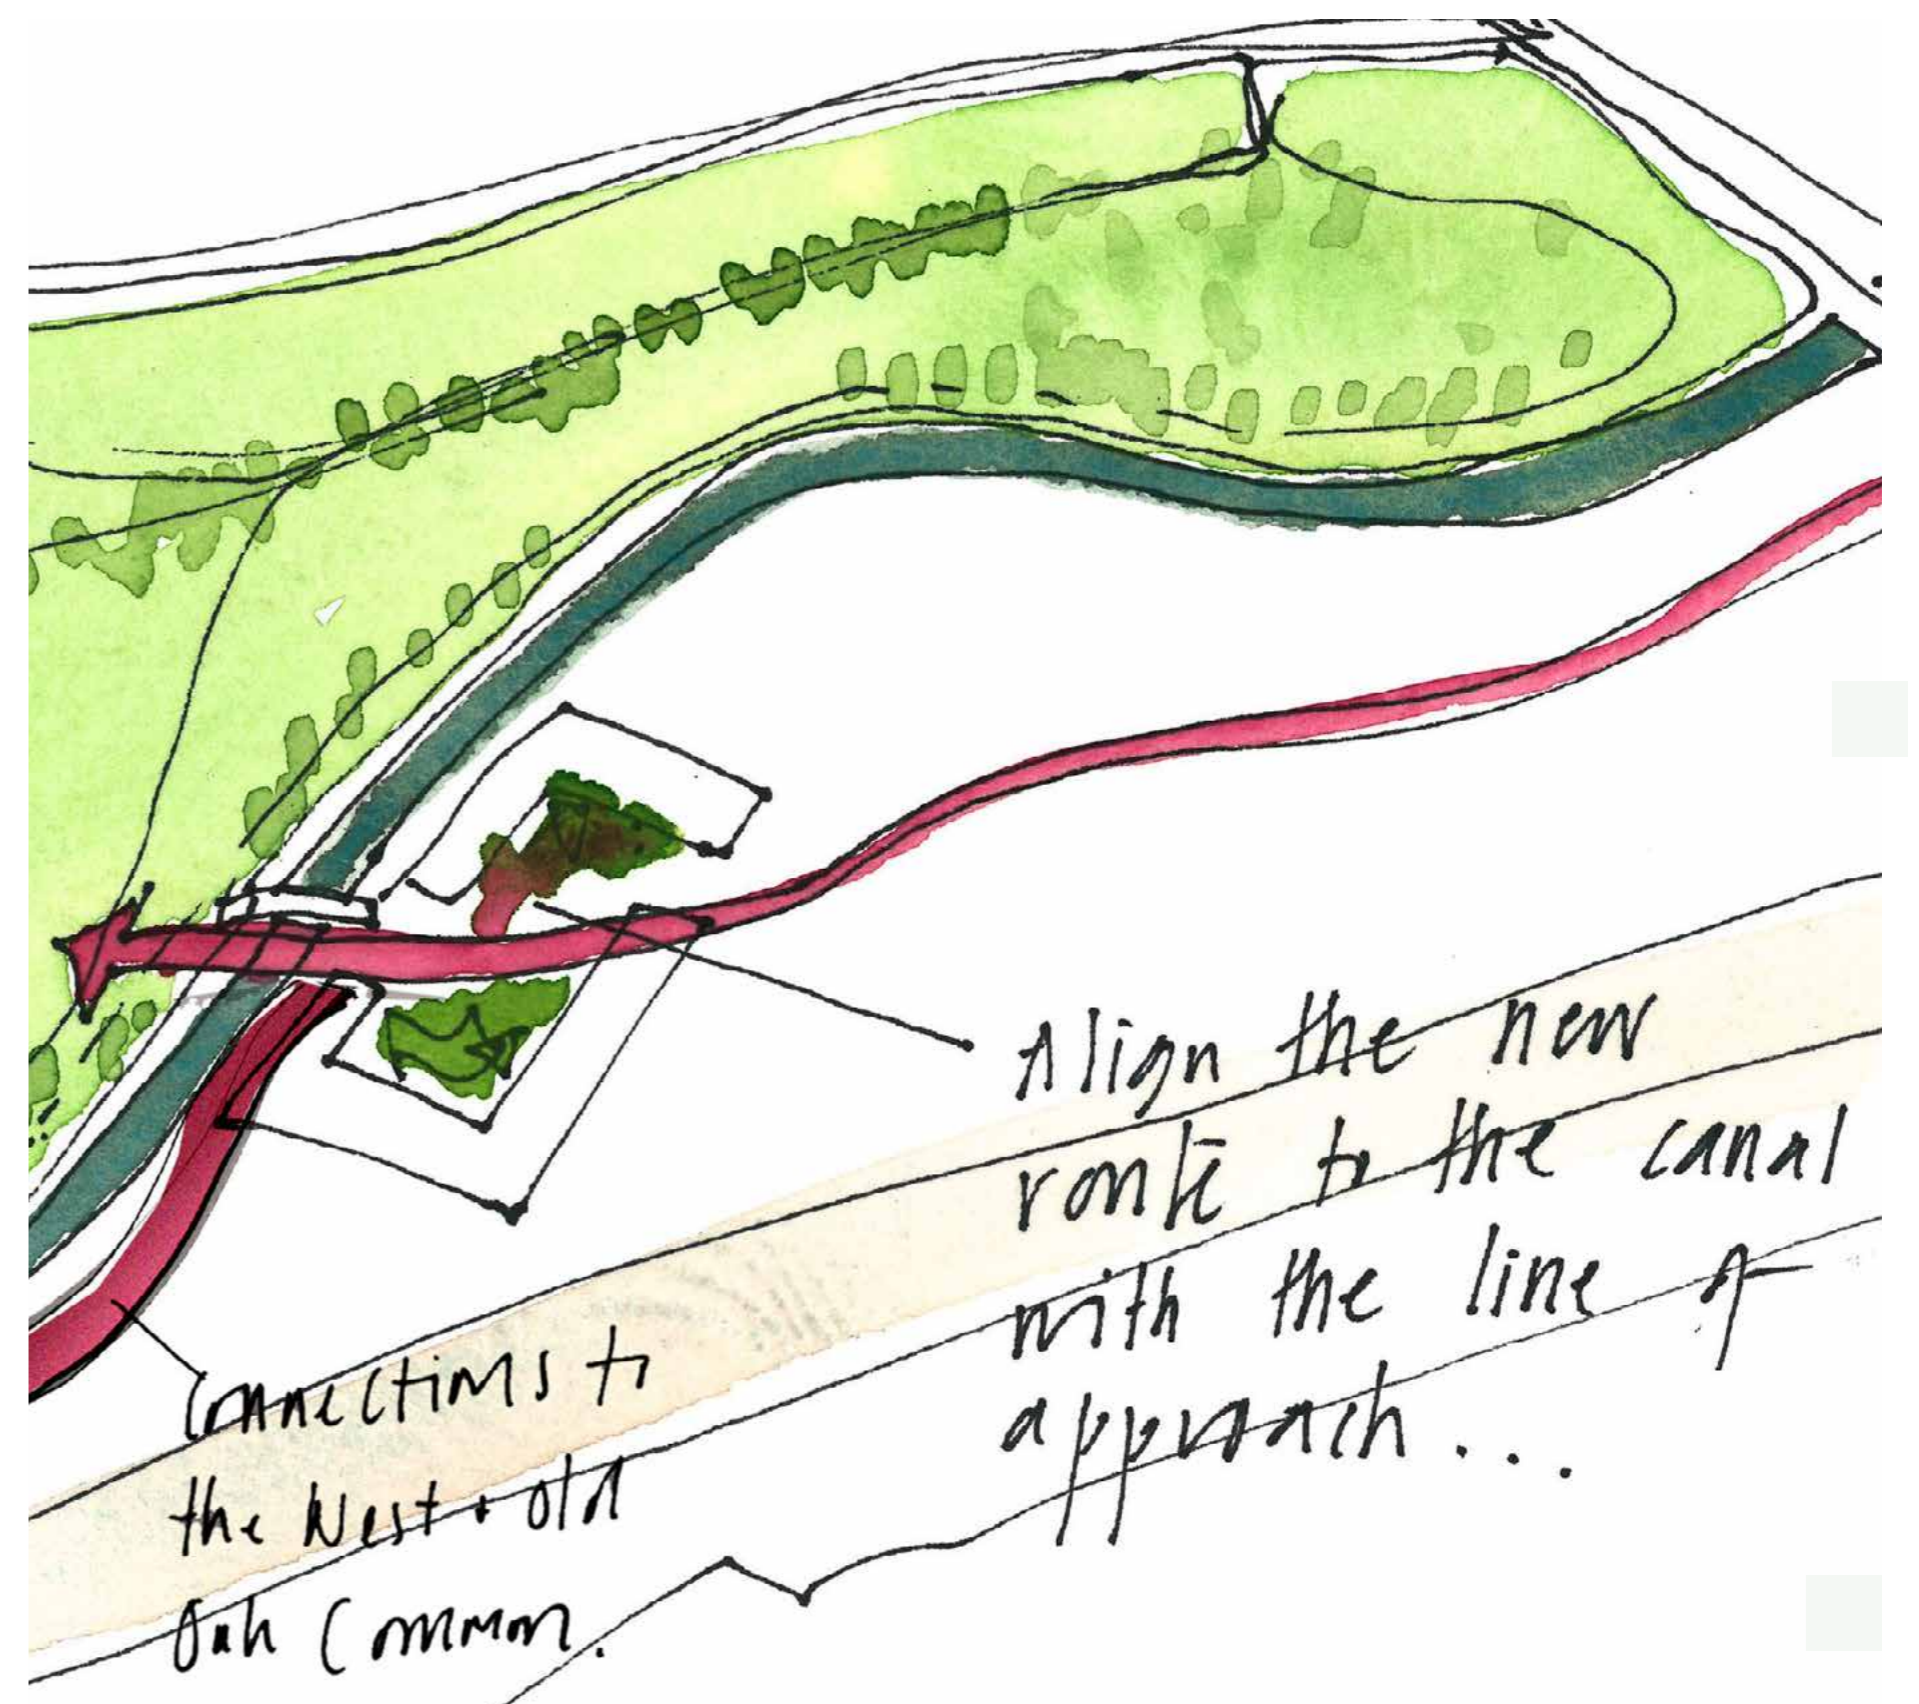 Align the new
route to the canal
with the line of
approach...
Connections to
the West + Old
Oak Common.